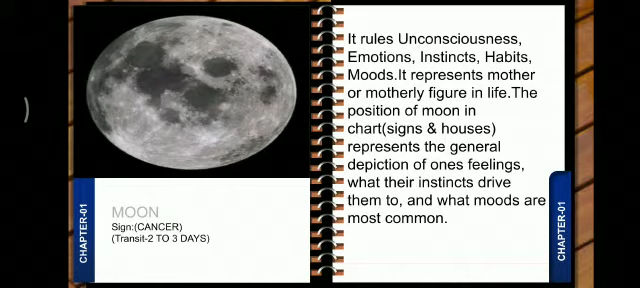 MOON
Sign:(CANCER)
(Transit-2 TO 3 DAYS)
CHAPTER-01
It rules Unconsciousness,
Emotions, Instincts, Habits,
Moods.It represents mother
or motherly figure in life.The
position of moon in
chart(signs & houses)
represents the general
depiction of ones feelings,
what their instincts drive
them to, and what moods are
most common.
CHAPTER-01